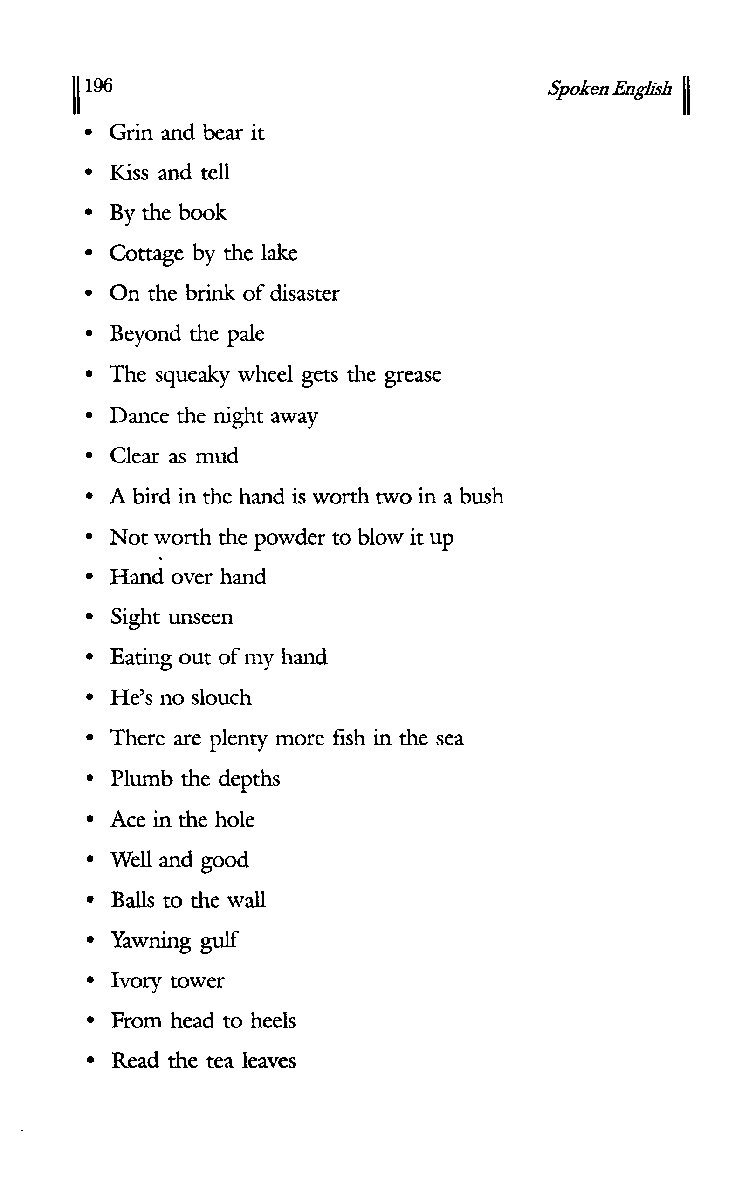 196 Spoken English
• Grin and bear it
• Kiss and tell
• By the book
• Cottage by the lake
• On the brink of disaster
• Beyond the pale
• The squeaky wheel gets the grease
• Dance the night away
• Clear as mud
• A bird in the hand is worth two in a bush
• Not worth the powder to blow it up
• Hand over hand
• Sight unseen
• Eating out of my hand
• He's no slouch
• There are plenty more fish in the sea
• Plumb the depths
• Ace in the hole
• Well and good
• Balls to the wall
• Yawning gulf
• Ivory tower
• From head to heels
• Read the tea leaves